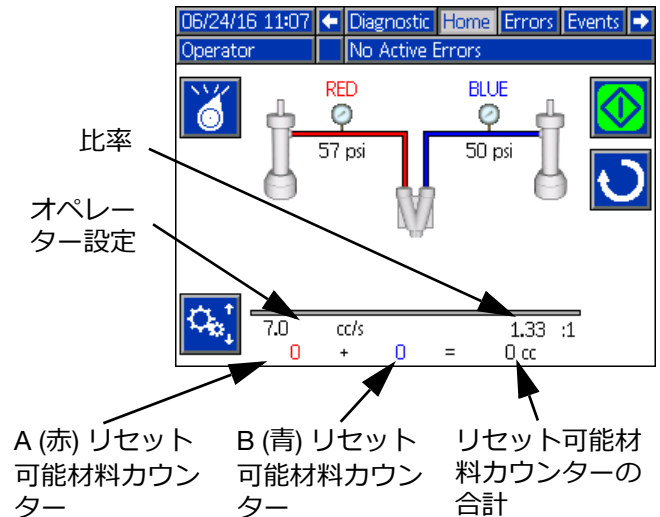 06/24/16 11:07 Diagnostic Home Errors Events
Operator No Active Errors
RED BLUE
57 psi 50 psi
比率
オペレー
ター設定
7.0 cc/s 1.33 :1
0 + 0 = 0 cc
A (赤) リセット
可能材料カウン
ター
B (青) リセット
可能材料カウン
ター
リセット可能材
料カウンターの
合計